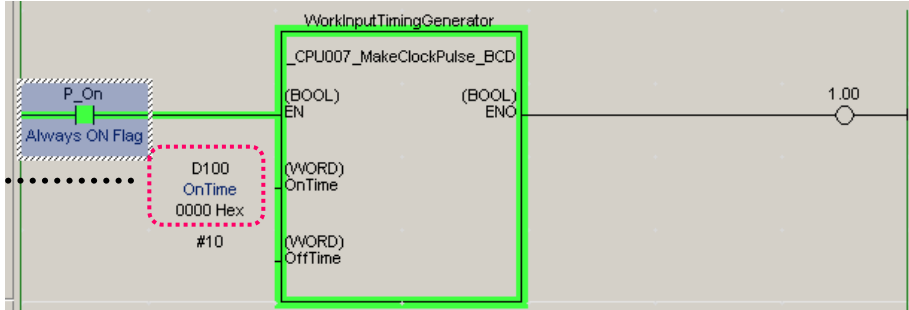 WorkInputTimingGenerator
_CPU007_MakeClockPulse_BCD
P_On
(BOOL) (BOOL) 1.00
EN ENO
Always ON Flag
D100 (WORD)
OnTime OnTime
0000 Hex
#10 (WORD)
OffTime